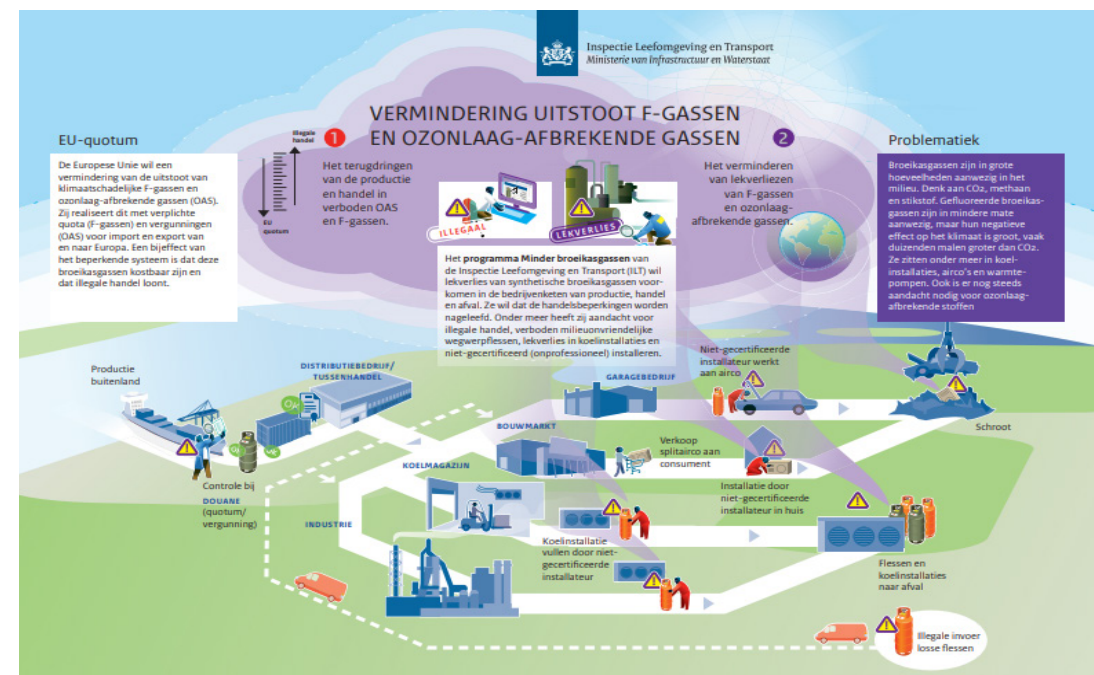 Inspectie Leefomgeving en Transport
Ministerie van Infrastructuur en Waterstaat
VERMINDERING UITSTOOT F-GASSEN
EN OZONLAAG-AFBREKENDE GASSEN
EU-quotum
De Europese Unie wil een
vermindering van de uitstoot van
klimaatschadelijke F-gassen en
ozonlaag-afbrekende gassen (OAS).
Zij realiseert dit met verplichte
quota (F-gassen) en vergunningen
(OAS) voor import en export van
en naar Europa. Een bijeffect van
het beperkende systeem is dat deze
broeikasgassen kostbaar zijn en
dat illegale handel loont.
Illegale
handel
EU
quotum
1
Het terugdringen
van de productie
en handel in
verboden OAS
en F-gassen.
ILLEGAAL
LEKVERLIES
2
Het verminderen
van lekverliezen
van F-gassen
en ozonlaag-
afbrekende gassen.
Problematiek
Broeikasgassen zijn in grote
hoeveelheden aanwezig in het
milieu. Denk aan CO₂, methaan
en stikstof. Gefluoreerde broeikas-
gassen zijn in mindere mate
aanwezig, maar hun negatieve
effect op het klimaat is groot, vaak
duizenden malen groter dan CO₂.
Ze zitten onder meer in koel-
installaties, airco's en warmte-
pompen. Ook is er nog steeds
aandacht nodig voor ozonlaag-
afbrekende stoffen
Het programma Minder broeikasgassen van
de Inspectie Leefomgeving en Transport (ILT) wil
lekverlies van synthetische broeikasgassen voor-
komen in de bedrijvenketen van productie, handel
en afval. Ze wil dat de handelsbeperkingen worden
nageleefd. Onder meer heeft zij aandacht voor
illegale handel, verboden milieuonvriendelijke
wegwerpflessen, lekverlies in koelinstallaties en
niet-gecertificeerd (onprofessioneel) installeren.
Productie
buitenland
DISTRIBUTIEBEDRIJF/
TUSSENHANDEL
OK
OK
OK
Controle bij
DOUANE
(quotum/
vergunning)
GARAGEBEDRIJF
Niet-gecertificeerde
installateur werkt
aan airco
Schroot
BOUWMARKT
Verkoop
splitairco aan
consument
Installatie door
niet-gecertificeerde
installateur in huis
KOELMAGAZIJN
INDUSTRIE
Koelinstallatie
vullen door niet-
gecertificeerde
installateur
Flessen en
koelinstallaties
naar afval
Illegale invoer
losse flessen